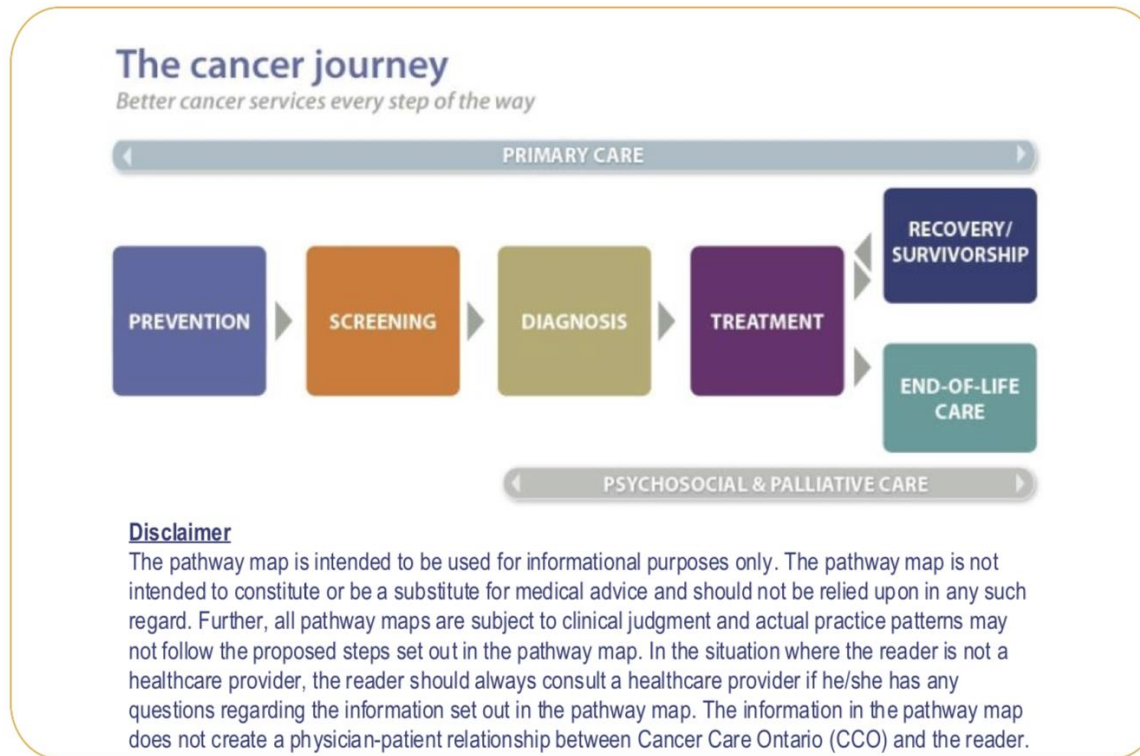 The cancer journey
Better cancer services every step of the way
PRIMARY CARE
PREVENTION
SCREENING
DIAGNOSIS
TREATMENT
RECOVERY/
SURVIVORSHIP
END-OF-LIFE
CARE
PSYCHOSOCIAL & PALLIATIVE CARE
Disclaimer
The pathway map is intended to be used for informational purposes only. The pathway map is not
intended to constitute or be a substitute for medical advice and should not be relied upon in any such
regard. Further, all pathway maps are subject to clinical judgment and actual practice patterns may
not follow the proposed steps set out in the pathway map. In the situation where the reader is not a
healthcare provider, the reader should always consult a healthcare provider if he/she has any
questions regarding the information set out in the pathway map. The information in the pathway map
does not create a physician-patient relationship between Cancer Care Ontario (CCO) and the reader.